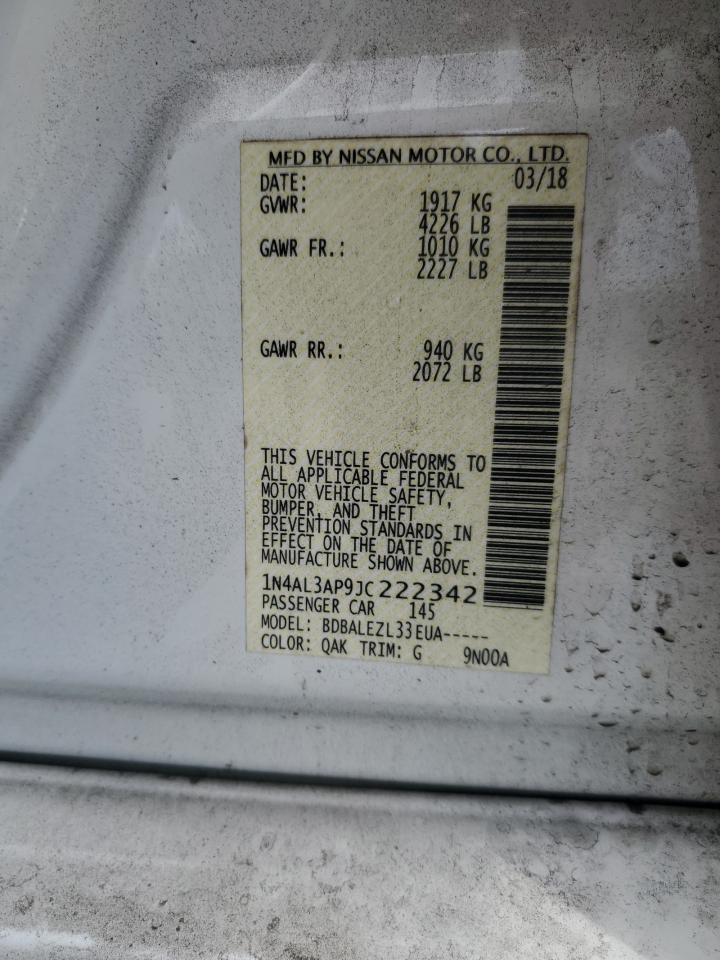 MFD BY NISSAN MOTOR CO., LTD.
DATE: 03/18
GVWR: 1917 KG
4226 LB
GAWR FR.: 1010 KG
2227 LB
GAWR RR.: 940 KG
2072 LB
THIS VEHICLE CONFORMS TO
ALL APPLICABLE FEDERAL
MOTOR VEHICLE SAFETY,
BUMPER, AND THEFT
PREVENTION STANDARDS IN
EFFECT ON THE DATE OF
MANUFACTURE SHOWN ABOVE.
1N4AL3AP9JC222342
PASSENGER CAR 145
MODEL: BDBALEZL33EUA-----
COLOR: QAK TRIM: G 9N00A